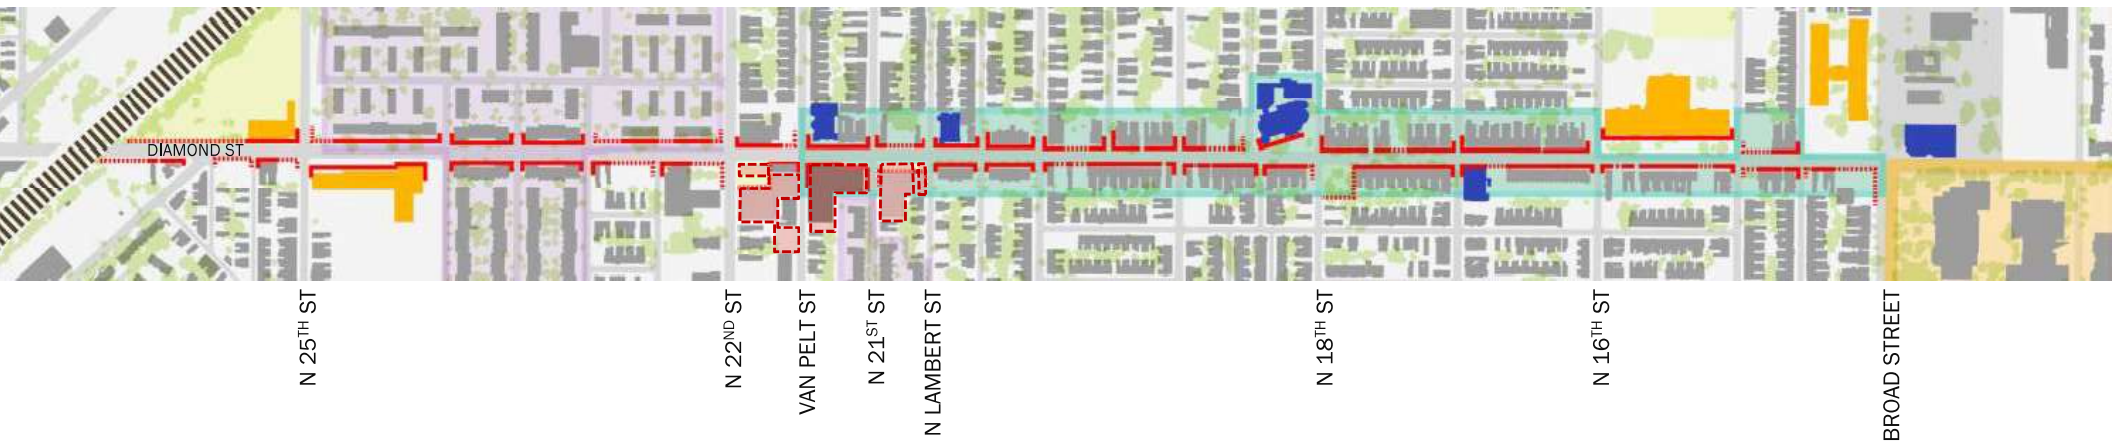 DIAMOND ST
N 25TH ST
N 22ND ST
VAN PELT ST
N 21ST ST
N LAMBERT ST
N 18TH ST
N 16TH ST
BROAD STREET